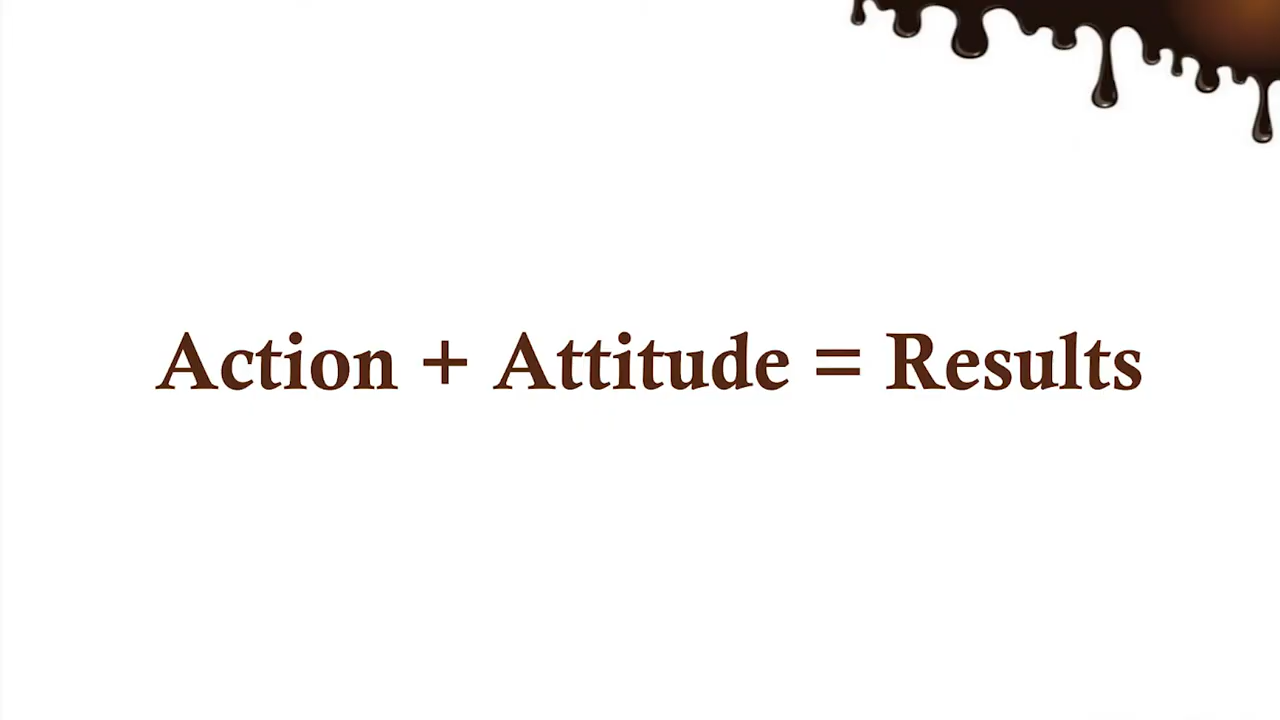 Action + Attitude = Results